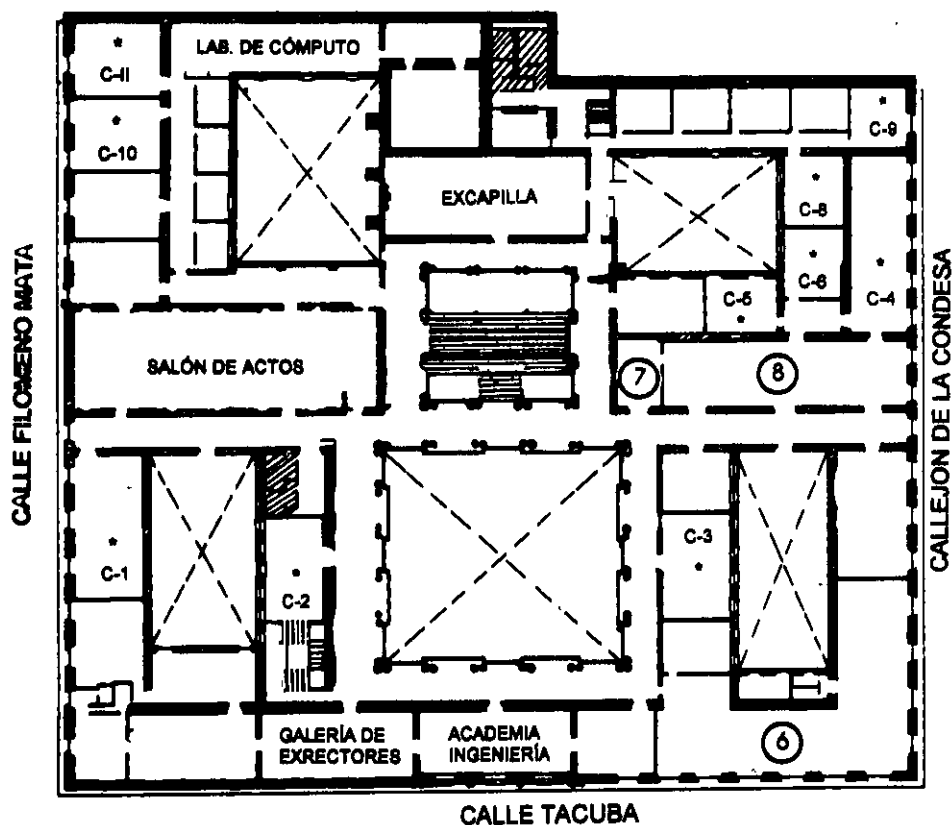 LAB. DE CÓMPUTO
*
C-II
*
C-10
*
C-9
EXCAPILLA
*
C-8
*
C-6
*
C-4
C-5
*
CALLE FILOMENO MATA
SALÓN DE ACTOS
7
8
CALLEJON DE LA CONDESA
*
C-1
*
C-2
C-3
*
GALERÍA DE
EXRECTORES
ACADEMIA
INGENIERÍA
6
CALLE TACUBA